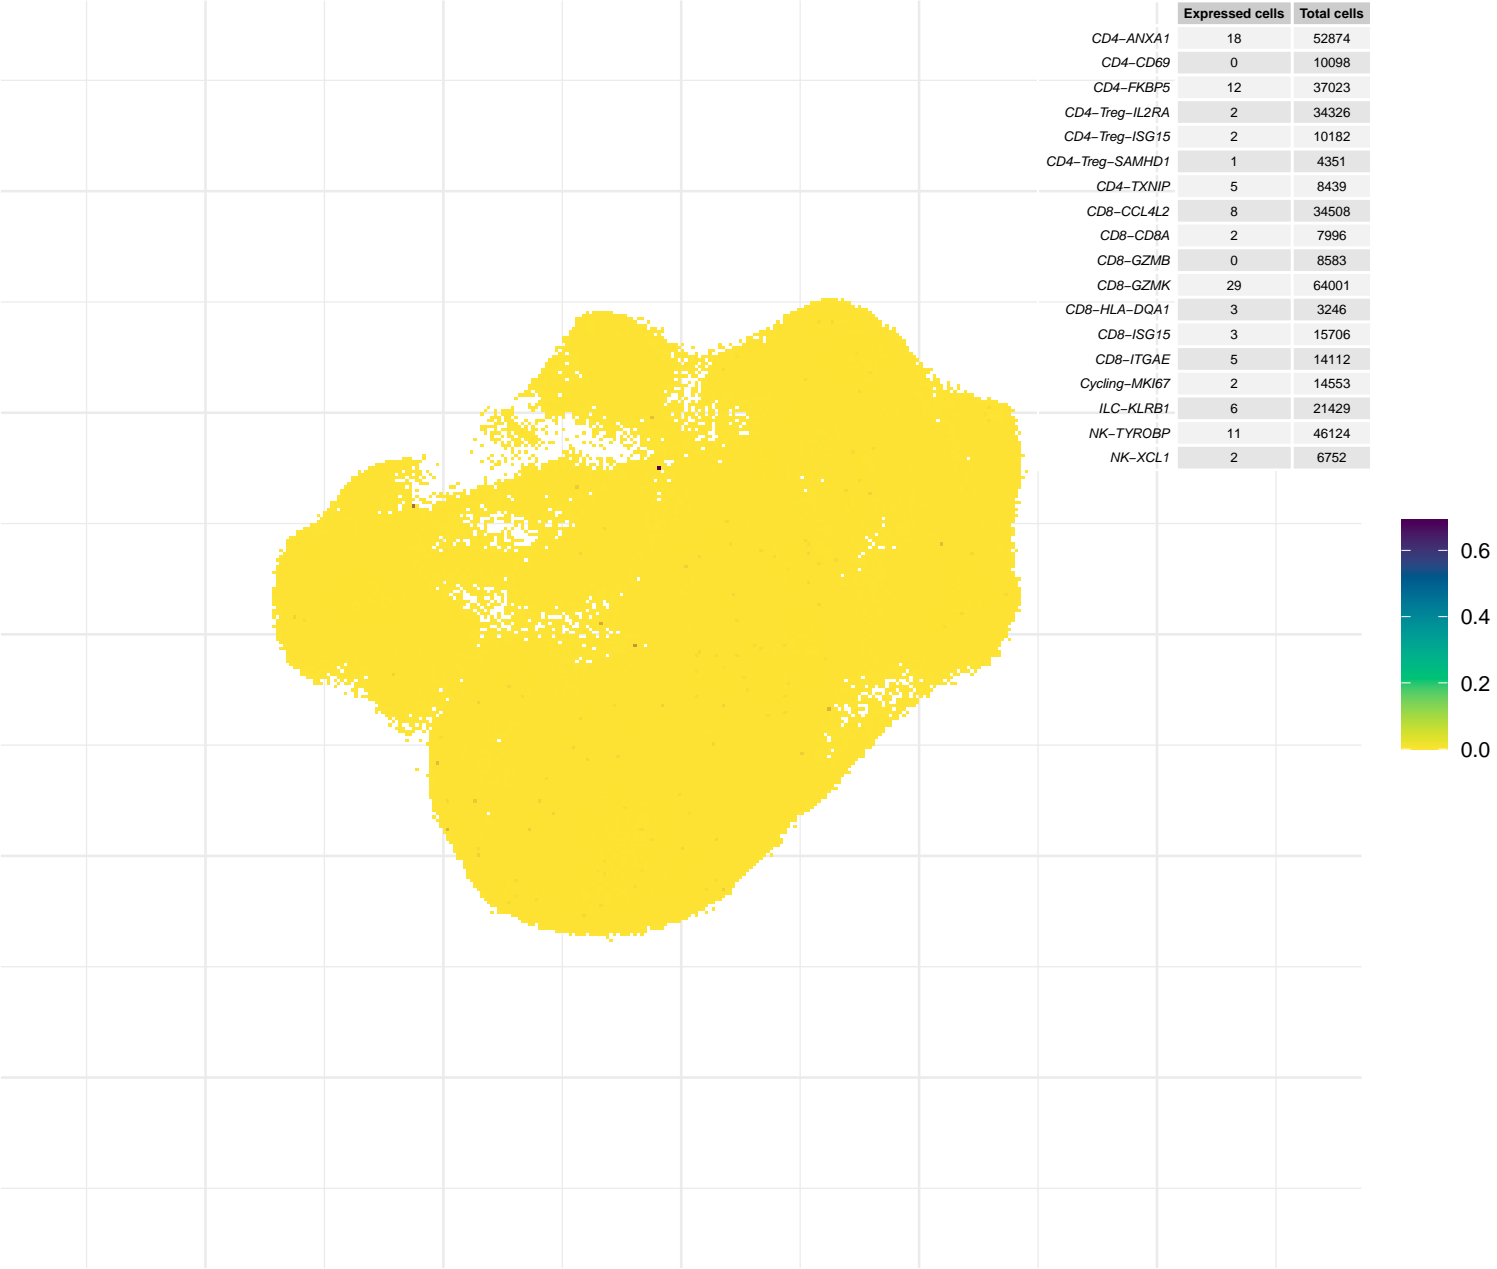 Expressed cells Total cells
CD4−ANXA1 18 52874
CD4−CD69 0 10098
CD4−FKBP5 12 37023
CD4−Treg−IL2RA 2 34326
CD4−Treg−ISG15 2 10182
CD4−Treg−SAMHD1 1 4351
CD4−TXNIP 5 8439
CD8−CCL4L2 8 34508
CD8−CD8A 2 7996
CD8−GZMB 0 8583
CD8−GZMK 29 64001
CD8−HLA−DQA1 3 3246
CD8−ISG15 3 15706
CD8−ITGAE 5 14112
Cycling−MKI67 2 14553
ILC−KLRB1 6 21429
NK−TYROBP 11 46124
NK−XCL1 2 6752
0.6
0.4
0.2
0.0